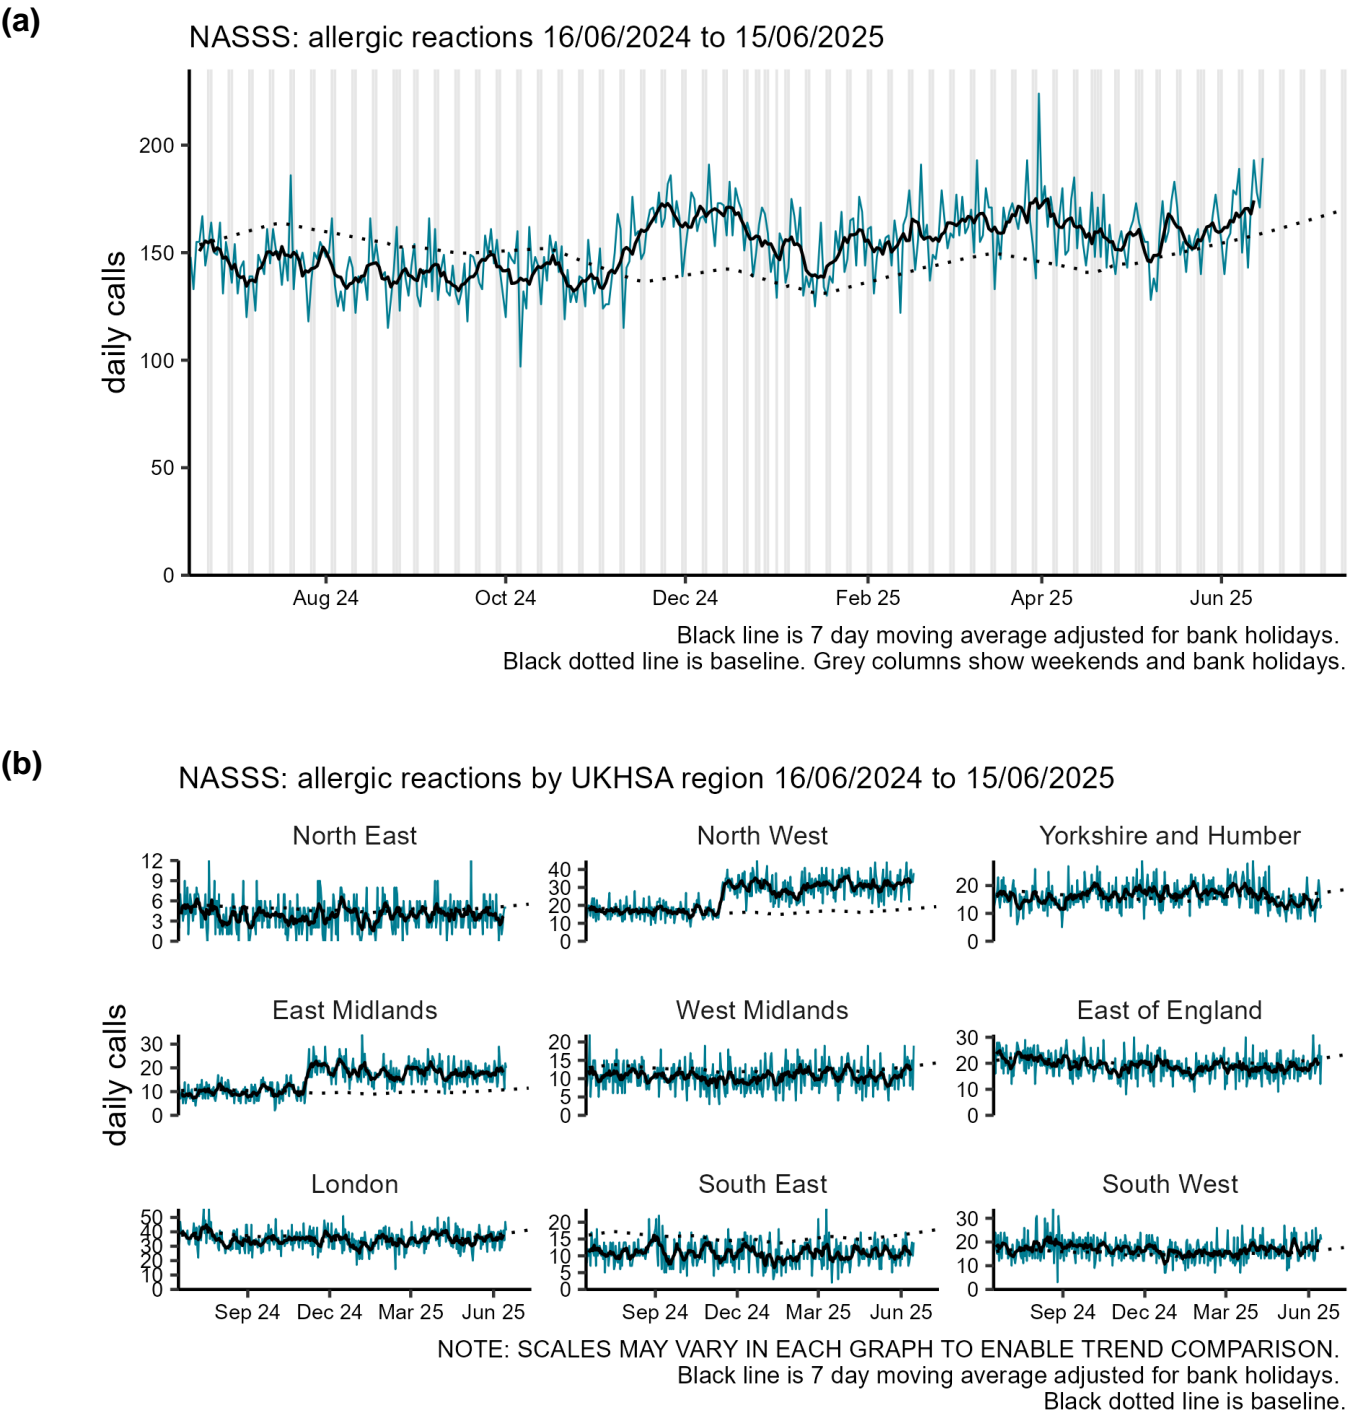 (a)
NASSS: allergic reactions 16/06/2024 to 15/06/2025
daily calls
200
150
100
50
0
Aug 24 Oct 24 Dec 24 Feb 25 Apr 25 Jun 25
Black line is 7 day moving average adjusted for bank holidays.
Black dotted line is baseline. Grey columns show weekends and bank holidays.
(b)
NASSS: allergic reactions by UKHSA region 16/06/2024 to 15/06/2025
daily calls
North East
12
9
6
3
0
North West
40
30
20
10
0
Yorkshire and Humber
20
10
0
East Midlands
30
20
10
0
West Midlands
20
15
10
5
0
East of England
30
20
10
0
London
50
40
30
20
10
0
South East
20
15
10
5
0
South West
30
20
10
0
Sep 24 Dec 24 Mar 25 Jun 25 Sep 24 Dec 24 Mar 25 Jun 25 Sep 24 Dec 24 Mar 25 Jun 25
NOTE: SCALES MAY VARY IN EACH GRAPH TO ENABLE TREND COMPARISON.
Black line is 7 day moving average adjusted for bank holidays.
Black dotted line is baseline.